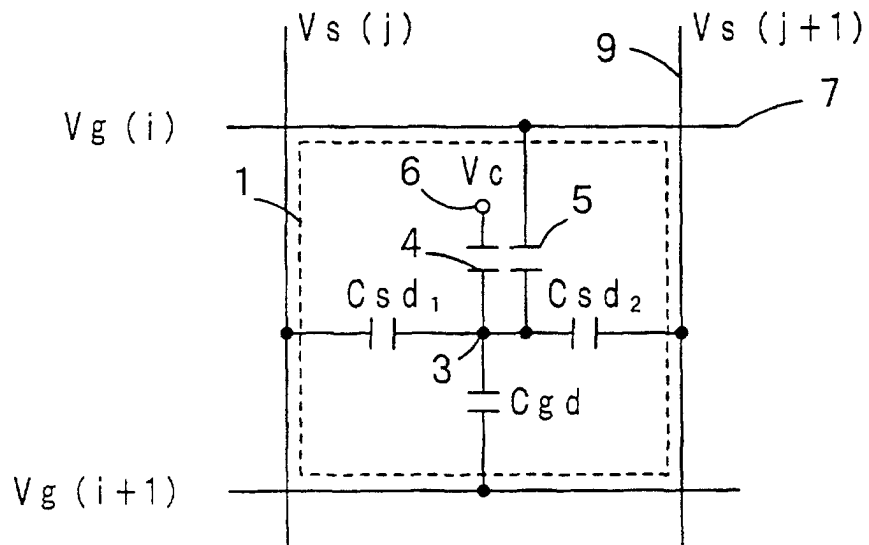 Vs(j)
Vs(j+1)
9
7
Vg(i)
6
Vc
1
5
4
Csd₁
Csd₂
3
Cgd
Vg(i+1)